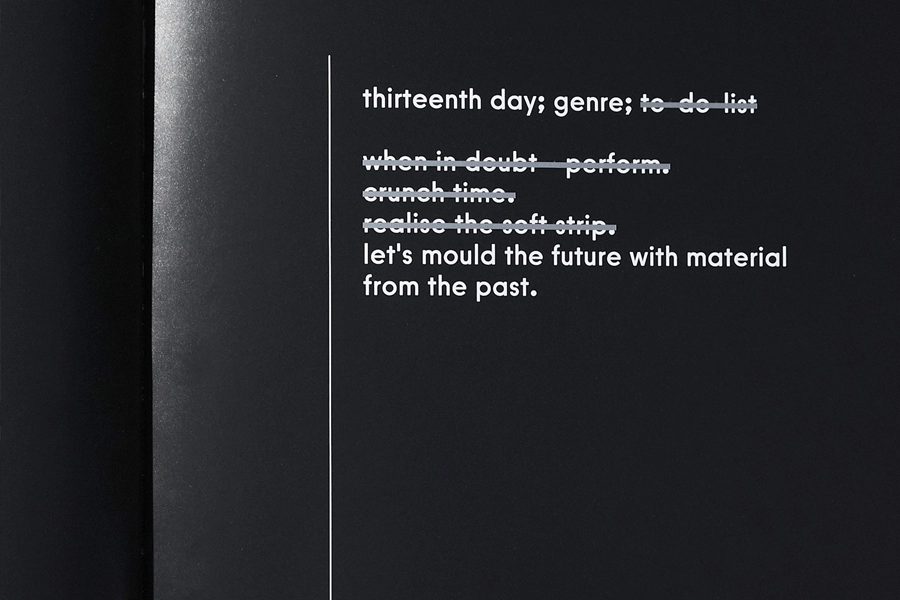 thirteenth day; genre; to do list
when in doubt – perform.
crunch time.
realise the soft strip.
let's mould the future with material
from the past.